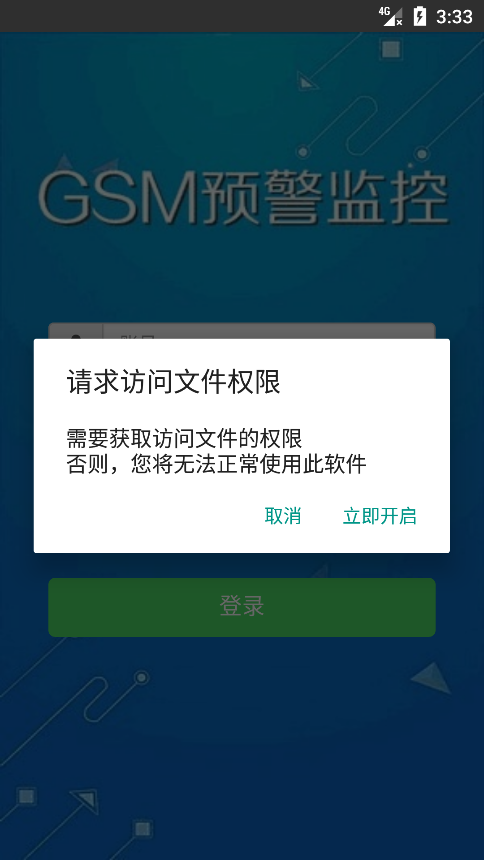 4G 3:33
GSM预警监控
请求访问文件权限
需要获取访问文件的权限
否则，您将无法正常使用此软件
取消 立即开启
登录